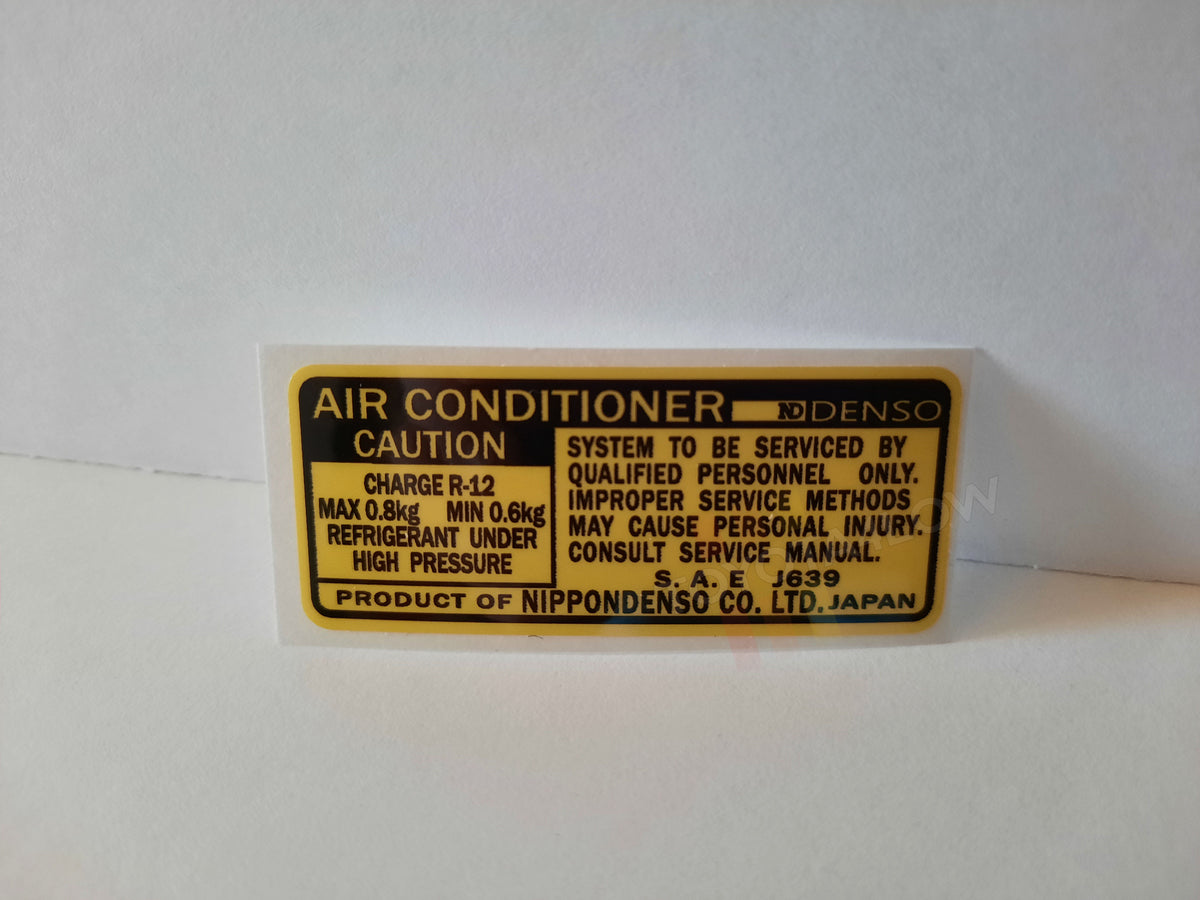 AIR CONDITIONER ND DENSO
CAUTION
CHARGE R-12
MAX 0.8kg MIN 0.6kg
REFRIGERANT UNDER
HIGH PRESSURE
SYSTEM TO BE SERVICED BY
QUALIFIED PERSONNEL ONLY.
IMPROPER SERVICE METHODS
MAY CAUSE PERSONAL INJURY.
CONSULT SERVICE MANUAL.
S. A. E J639
PRODUCT OF NIPPONDENSO CO. LTD. JAPAN